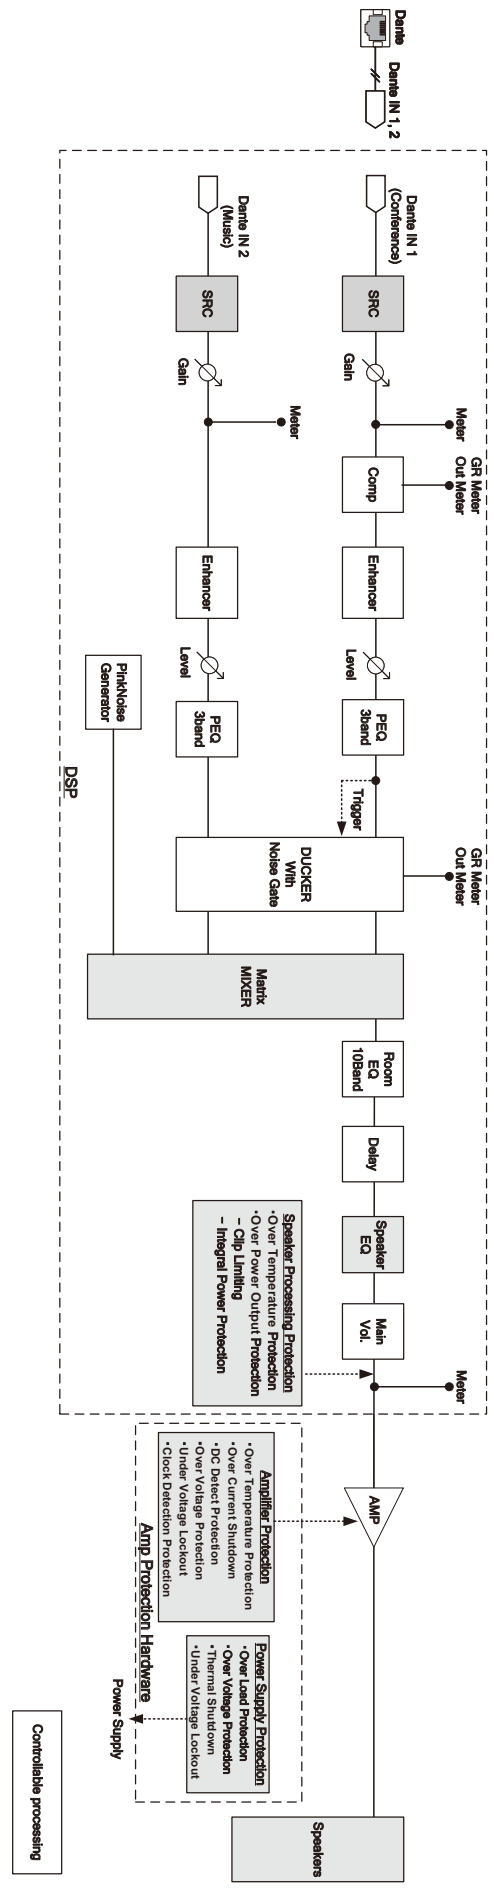 Dante
Dante IN 1, 2
Dante IN 1
(Conference)
SRC
Gain
Meter
GR Meter
Out Meter
Comp
Enhancer
Level
PEQ
3band
Trigger
GR Meter
Out Meter
DUCKER
With
Noise Gate
Matrix
MIXER
Room
EQ
10Band
Delay
Speaker
EQ
Main
Vol.
Meter
AMP
Speakers
Dante IN 2
(Music)
SRC
Gain
Meter
Enhancer
Level
PEQ
3band
PinkNoise
Generator
DSP
Speaker Processing Protection
•Over Temperature Protection
•Over Power Output Protection
– Clip Limiting
– Integral Power Protection
Amplifier Protection
•Over Temperature Protection
•Over Current Shutdown
•DC Detect Protection
•Over Voltage Protection
•Under Voltage Lockout
•Clock Detection Protection
Power Supply Protection
•Over Load Protection
•Over Voltage Protection
•Thermal Shutdown
•Under Voltage Lockout
Amp Protection Hardware
Power Supply
Controllable processing